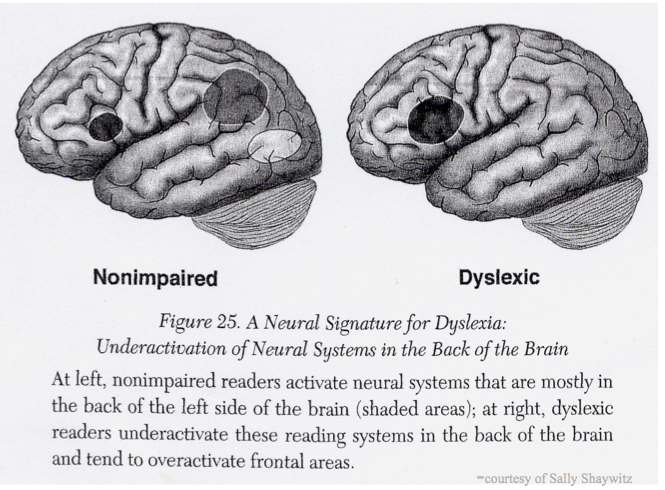 Nonimpaired
Dyslexic
Figure 25. A Neural Signature for Dyslexia:
Underactivation of Neural Systems in the Back of the Brain
At left, nonimpaired readers activate neural systems that are mostly in
the back of the left side of the brain (shaded areas); at right, dyslexic
readers underactivate these reading systems in the back of the brain
and tend to overactivate frontal areas.
-courtesy of Sally Shaywitz